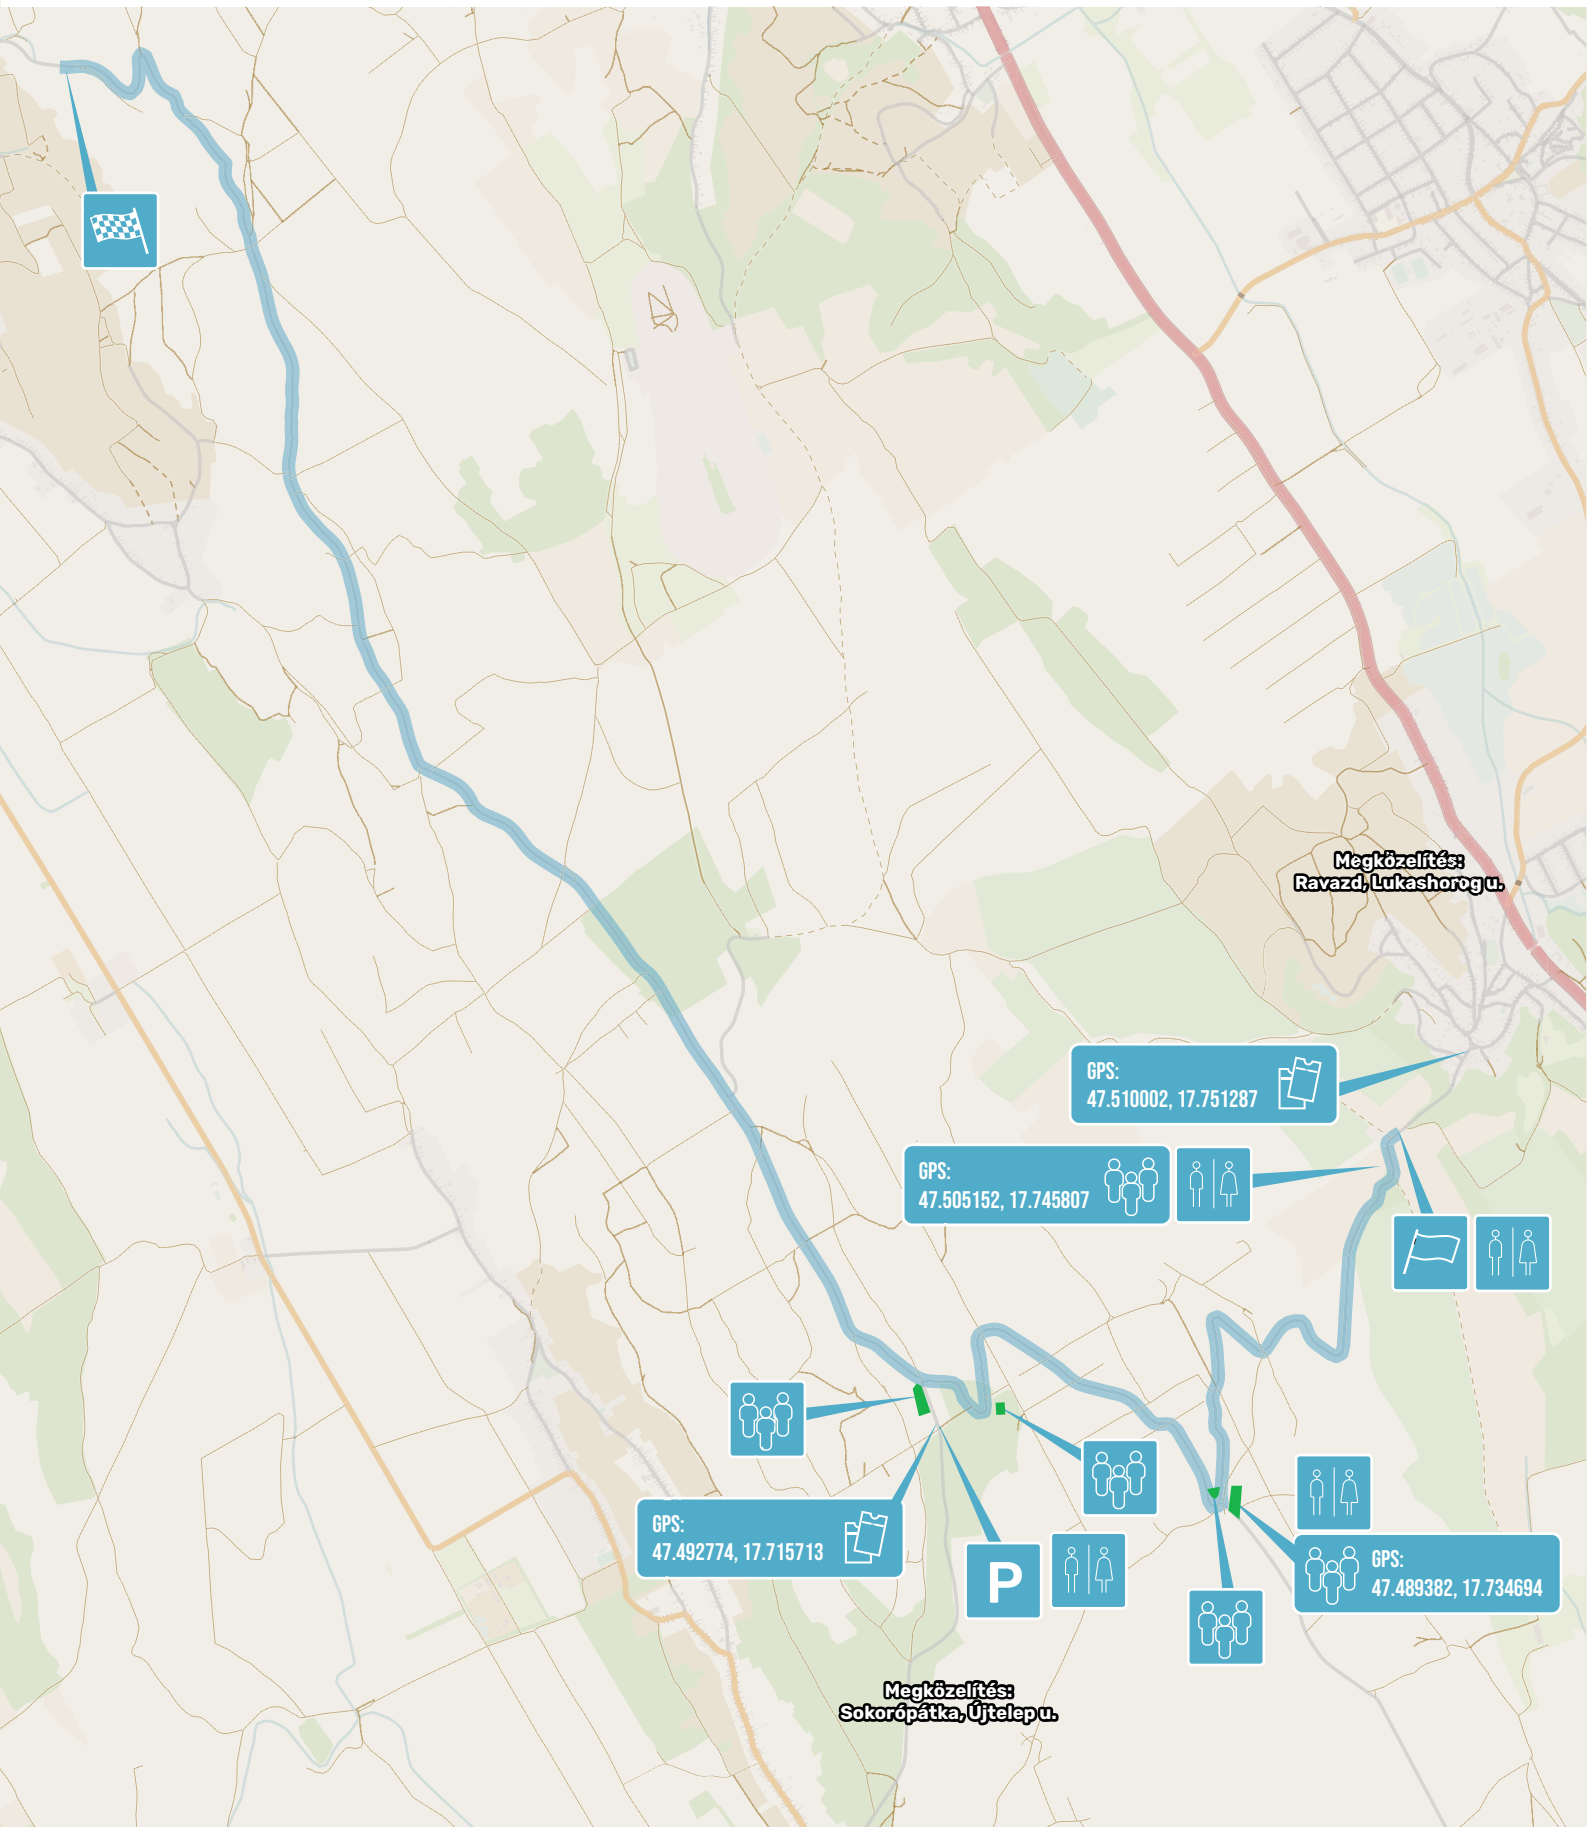 Megközelítés:
Ravazd, Lukashorog u.
GPS:
47.510002, 17.751287
GPS:
47.505152, 17.745807
GPS:
47.492774, 17.715713
P
GPS:
47.489382, 17.734694
Megközelítés:
Sokorópátka, Újtelep u.